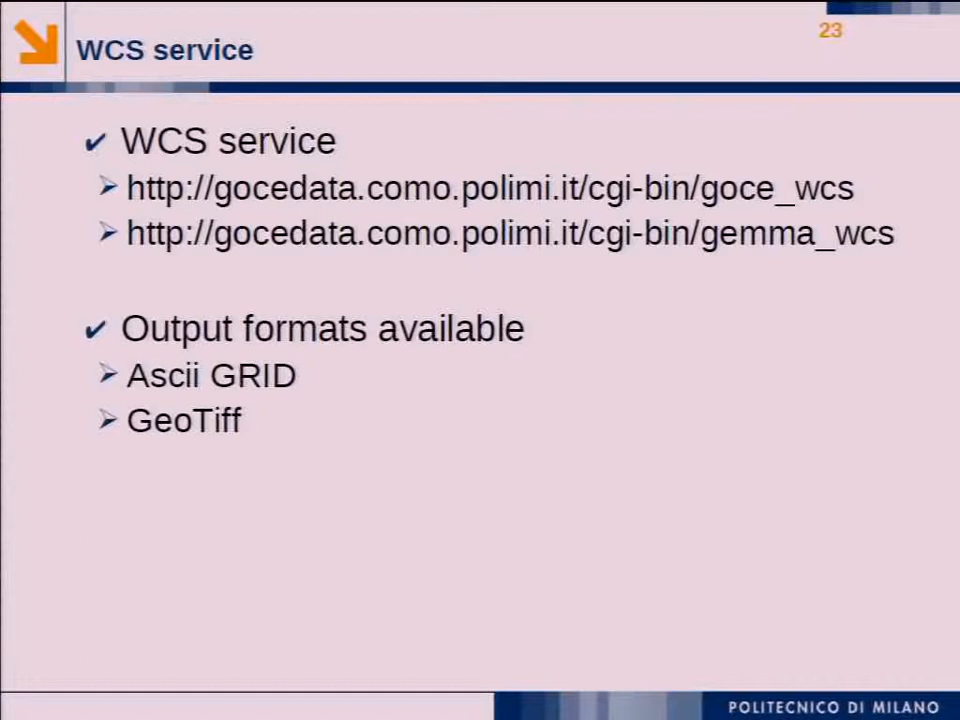 23
WCS service
✔ WCS service
➢ http://gocedata.como.polimi.it/cgi-bin/goce_wcs
➢ http://gocedata.como.polimi.it/cgi-bin/gemma_wcs
✔ Output formats available
➢ Ascii GRID
➢ GeoTiff
POLITECNICO DI MILANO